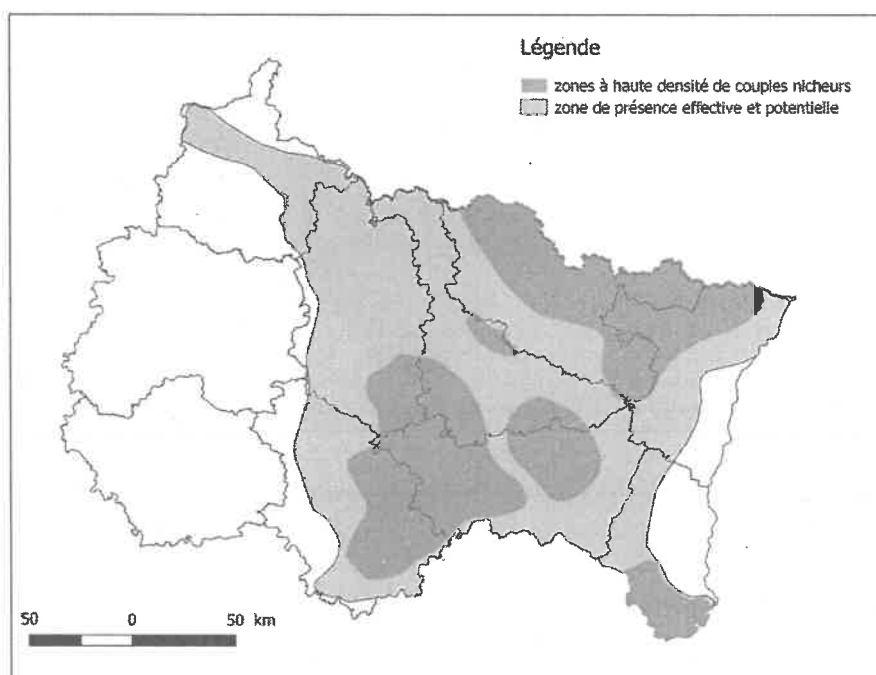 Légende
zones à haute densité de couples nicheurs
zone de présence effective et potentielle
50 0 50 km